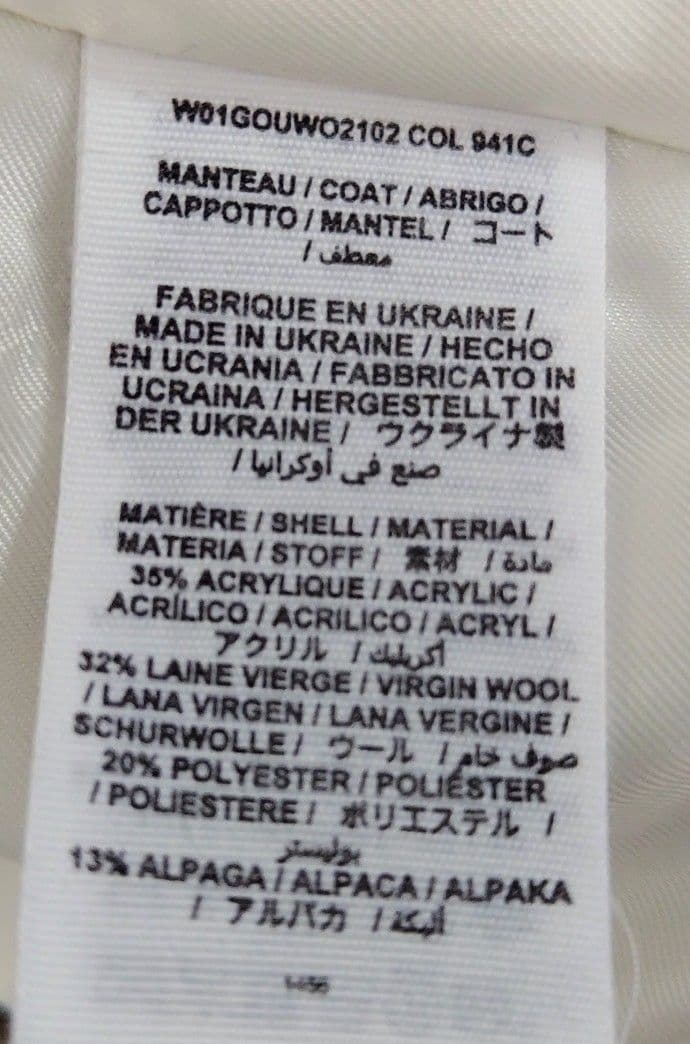 W01GOUWO2102 COL 941C
MANTEAU / COAT / ABRIGO /
CAPPOTTO / MANTEL / コート
/ معطف
FABRIQUE EN UKRAINE /
MADE IN UKRAINE / HECHO
EN UCRANIA / FABBRICATO IN
UCRAINA / HERGESTELLT IN
DER UKRAINE / ウクライナ製
/ صنع في أوكرانيا
MATIÈRE / SHELL / MATERIAL /
MATERIA / STOFF / 素材 / مادة
35% ACRYLIQUE / ACRYLIC /
ACRÍLICO / ACRILICO / ACRYL /
アクリル / أكريليك
32% LAINE VIERGE / VIRGIN WOOL
/ LANA VIRGEN / LANA VERGINE /
SCHURWOLLE / ウール / صوف خام
20% POLYESTER / POLIÉSTER
/ POLIESTERE / ポリエステル /
بوليستر
13% ALPAGA / ALPACA / ALPAKA
/ アルパカ / ألبكة
1456